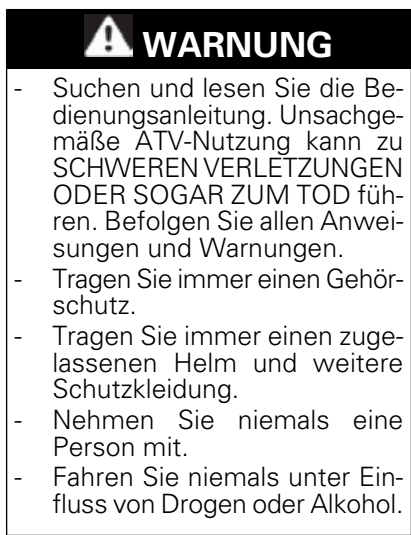 WARNUNG
- Suchen und lesen Sie die Be-
dienungsanleitung. Unsachge-
mäße ATV-Nutzung kann zu
SCHWEREN VERLETZUNGEN
ODER SOGAR ZUM TOD füh-
ren. Befolgen Sie allen Anwei-
sungen und Warnungen.
- Tragen Sie immer einen Gehör-
schutz.
- Tragen Sie immer einen zuge-
lassenen Helm und weitere
Schutzkleidung.
- Nehmen Sie niemals eine
Person mit.
- Fahren Sie niemals unter Ein-
fluss von Drogen oder Alkohol.